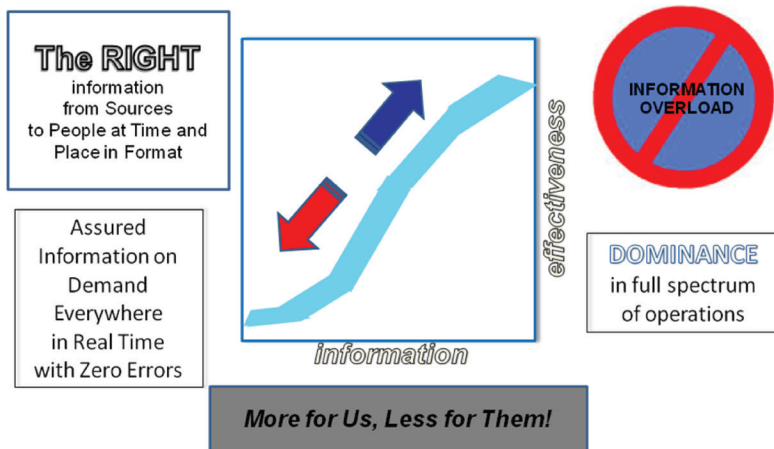 The RIGHT
information
from Sources
to People at Time and
Place in Format
Assured
Information on
Demand
Everywhere
in Real Time
with Zero Errors
effectiveness
information
INFORMATION
OVERLOAD
DOMINANCE
in full spectrum
of operations
More for Us, Less for Them!